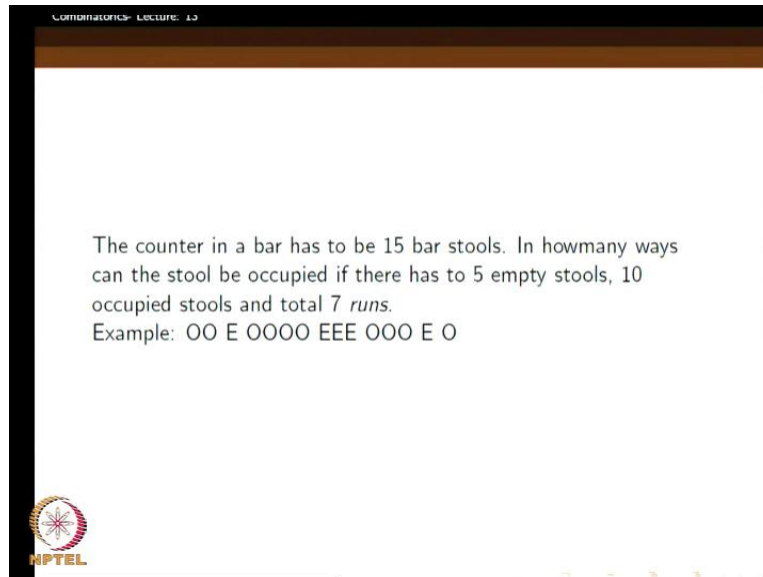 Combinatorics- Lecture: 13
The counter in a bar has to be 15 bar stools. In howmany ways
can the stool be occupied if there has to 5 empty stools, 10
occupied stools and total 7 runs.
Example: OO E OOOO EEE OOO E O
NPTEL